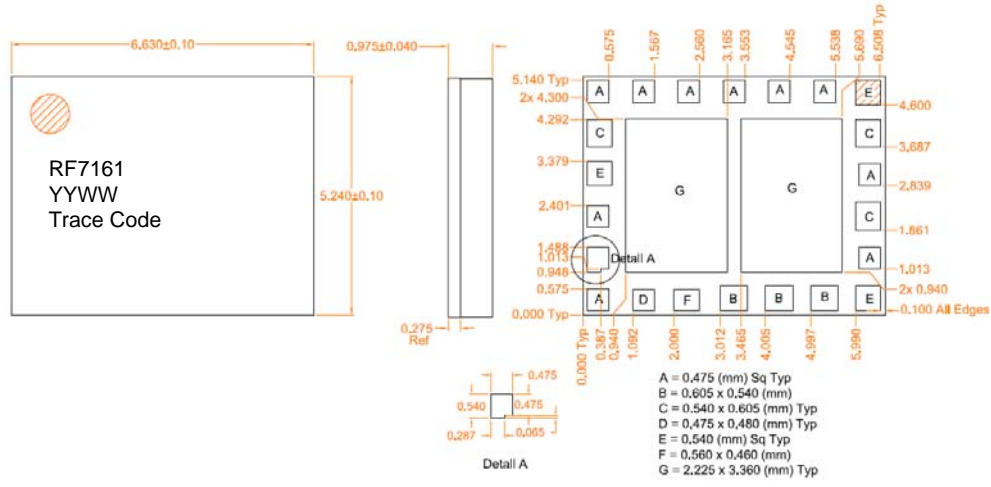 6.630±0.10
RF7161
YYWW
Trace Code
5.240±0.10
0.975±0.040
0.275
Ref
0.575
1.567
2.560
3.165
3.553
4.545
5.538
5.690
6.508 Typ
5.140 Typ
2x 4.300
4.292
3.379
2.401
1.488
1.013
0.948
0.575
0.000 Typ
A A A A A A E
C C
E A
G G
A C
Detail A
A
A D F B B B E
4.600
3.687
2.839
1.861
1.013
2x 0.940
0.100 All Edges
0.000 Typ
0.387
0.940
1.092
2.000
3.012
3.465
4.005
4.997
5.990
0.475
0.540
0.475
0.287
0.065
Detail A
A = 0.475 (mm) Sq Typ
B = 0.605 x 0.540 (mm)
C = 0.540 x 0.605 (mm) Typ
D = 0.475 x 0.480 (mm) Typ
E = 0.540 (mm) Sq Typ
F = 0.560 x 0.460 (mm)
G = 2.225 x 3.360 (mm) Typ